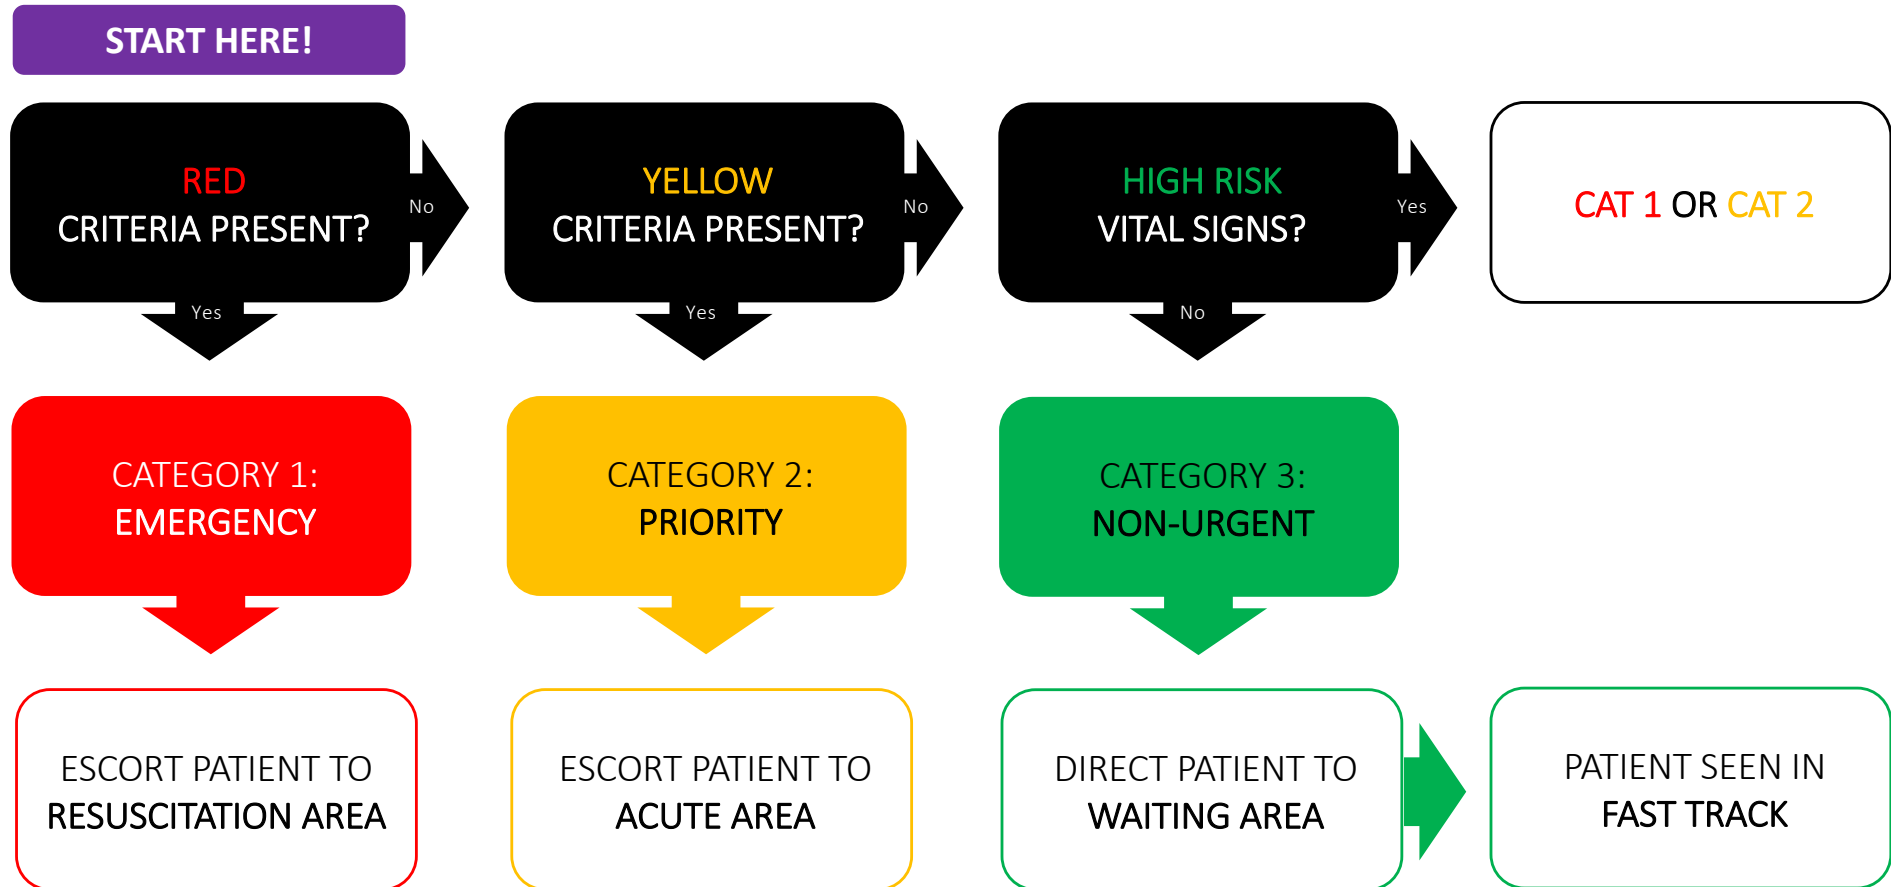 START HERE!
RED
CRITERIA PRESENT?
No
YELLOW
CRITERIA PRESENT?
No
HIGH RISK
VITAL SIGNS?
Yes
CAT 1 OR CAT 2
Yes
Yes
No
CATEGORY 1:
EMERGENCY
CATEGORY 2:
PRIORITY
CATEGORY 3:
NON-URGENT
ESCORT PATIENT TO
RESUSCITATION AREA
ESCORT PATIENT TO
ACUTE AREA
DIRECT PATIENT TO
WAITING AREA
PATIENT SEEN IN
FAST TRACK